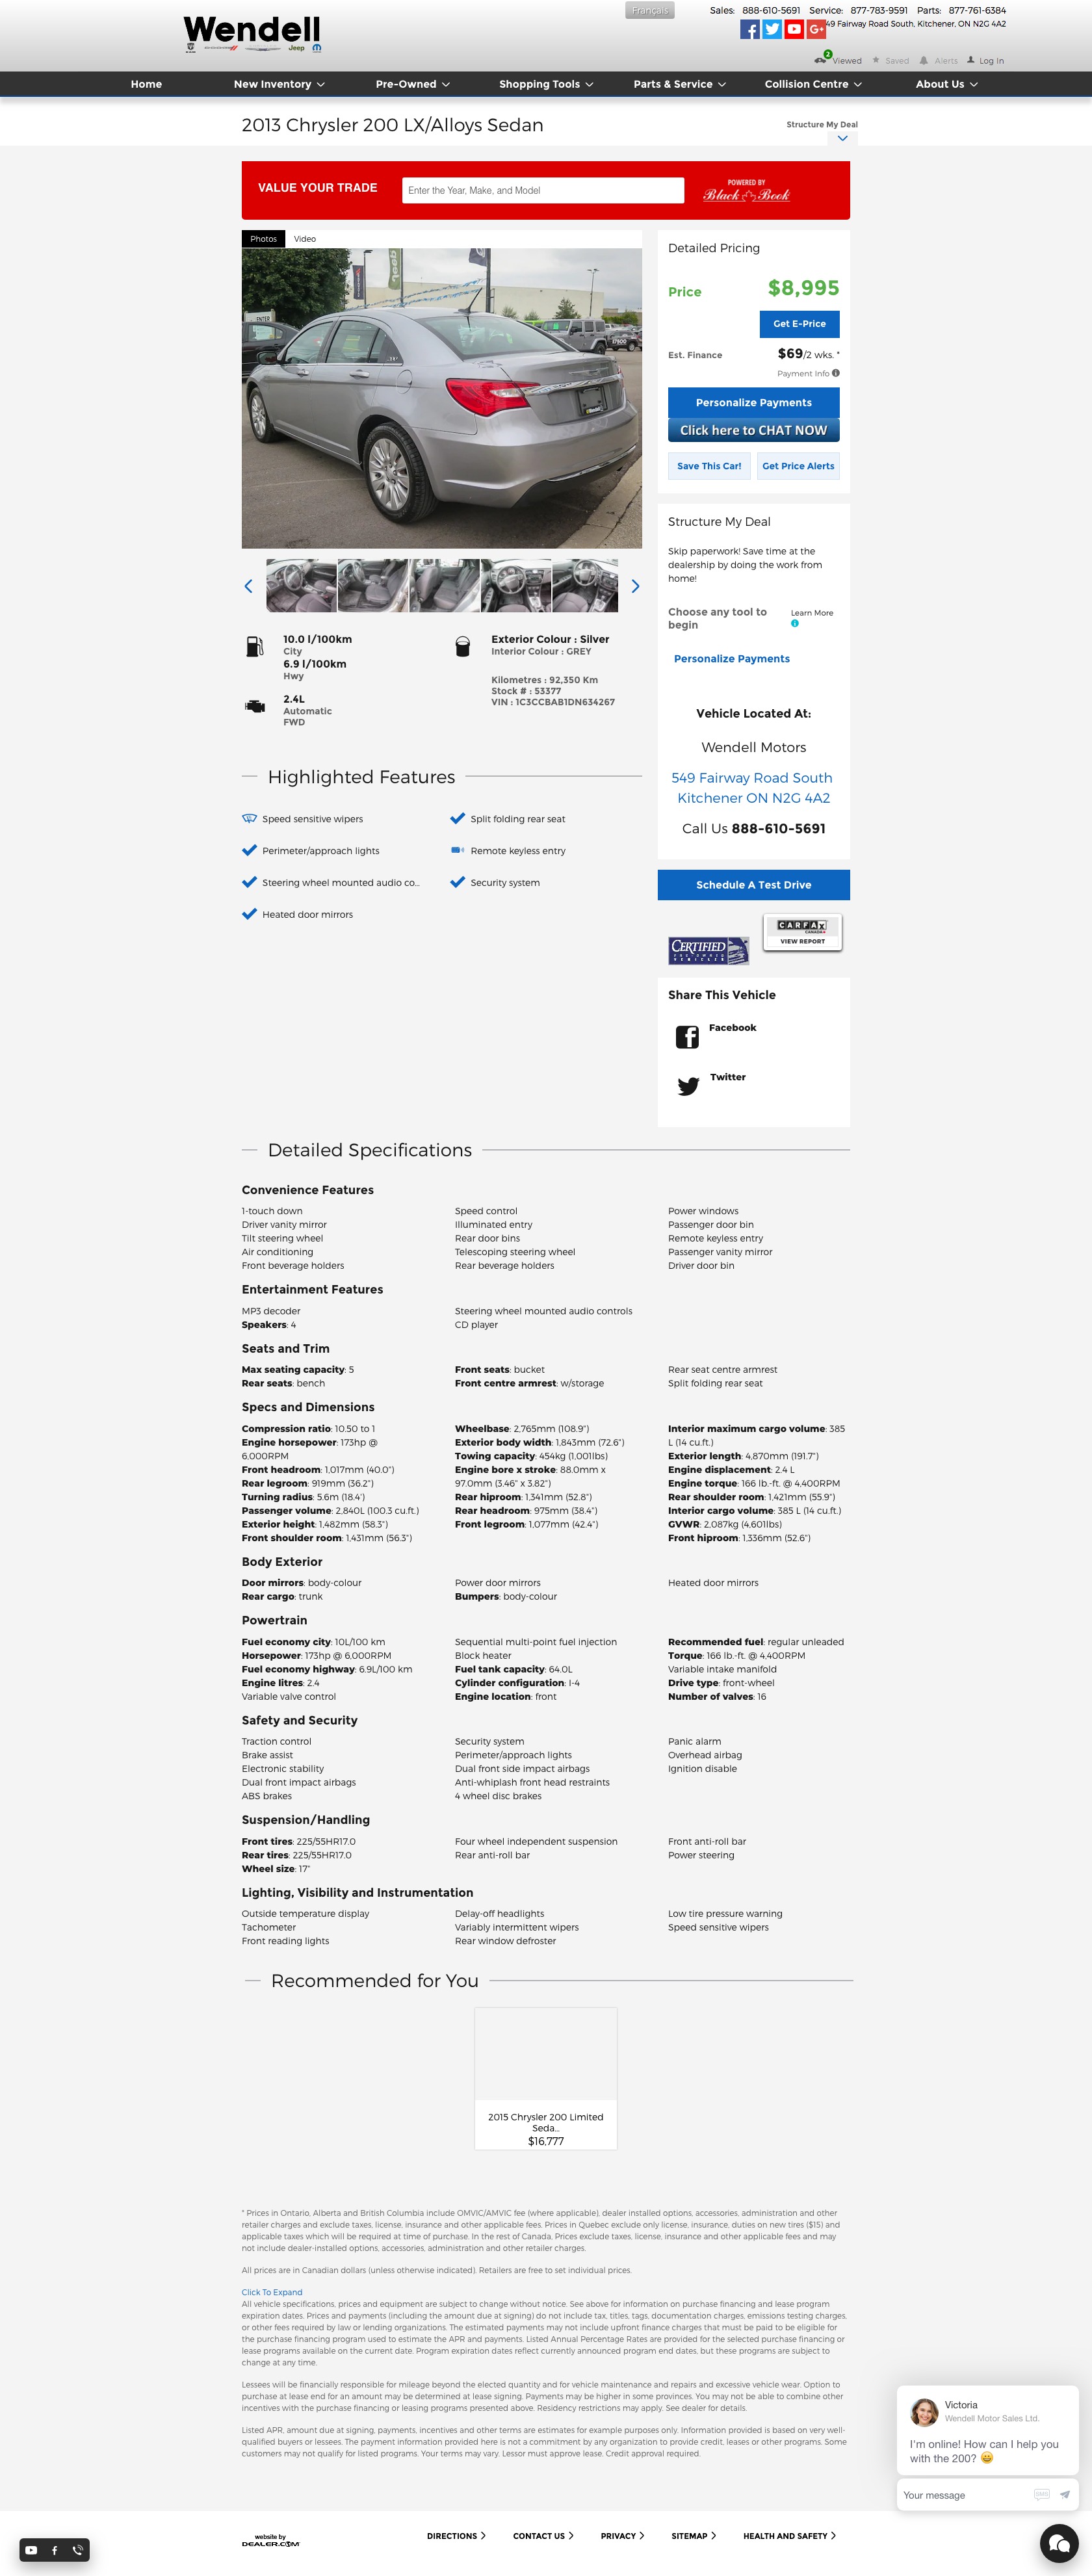 Français
Sales: 888-610-5691 Service: 877-783-9591 Parts: 877-761-6384
Wendell
Jeep
49 Fairway Road South, Kitchener, ON N2G 4A2
2
Viewed
Saved
Alerts
Log In
Home
New Inventory
Pre-Owned
Shopping Tools
Parts & Service
Collision Centre
About Us
2013 Chrysler 200 LX/Alloys Sedan
Structure My Deal
VALUE YOUR TRADE
Enter the Year, Make, and Model
POWERED BY
Black Book
Photos
Video
ENTER
Jeep
Detailed Pricing
Price
$8,995
Get E-Price
Est. Finance
$69/2 wks. *
Payment Info
Personalize Payments
Click here to CHAT NOW
Save This Car!
Get Price Alerts
Structure My Deal
Skip paperwork! Save time at the
dealership by doing the work from
home!
Choose any tool to
begin
Learn More
Personalize Payments
10.0 l/100km
City
6.9 l/100km
Hwy
2.4L
Automatic
FWD
Exterior Colour : Silver
Interior Colour : GREY
Kilometres : 92,350 Km
Stock # : 53377
VIN : 1C3CCBAB1DN634267
Vehicle Located At:
Wendell Motors
549 Fairway Road South
Kitchener ON N2G 4A2
Call Us 888-610-5691
Highlighted Features
Speed sensitive wipers
Split folding rear seat
Perimeter/approach lights
Remote keyless entry
Steering wheel mounted audio co...
Security system
Heated door mirrors
Schedule A Test Drive
CERTIFIED
PRE-OWNED
VEHICLES
CARFAX
CANADA
VIEW REPORT
Share This Vehicle
Facebook
Twitter
Detailed Specifications
Convenience Features
1-touch down
Speed control
Power windows
Driver vanity mirror
Illuminated entry
Passenger door bin
Tilt steering wheel
Rear door bins
Remote keyless entry
Air conditioning
Telescoping steering wheel
Passenger vanity mirror
Front beverage holders
Rear beverage holders
Driver door bin
Entertainment Features
MP3 decoder
Steering wheel mounted audio controls
Speakers: 4
CD player
Seats and Trim
Max seating capacity: 5
Front seats: bucket
Rear seat centre armrest
Rear seats: bench
Front centre armrest: w/storage
Split folding rear seat
Specs and Dimensions
Compression ratio: 10.50 to 1
Engine horsepower: 173hp @
6,000RPM
Front headroom: 1,017mm (40.0")
Rear legroom: 919mm (36.2")
Turning radius: 5.6m (18.4')
Passenger volume: 2,840L (100.3 cu.ft.)
Exterior height: 1,482mm (58.3")
Front shoulder room: 1,431mm (56.3")
Wheelbase: 2,765mm (108.9")
Exterior body width: 1,843mm (72.6")
Towing capacity: 454kg (1,001lbs)
Engine bore x stroke: 88.0mm x
97.0mm (3.46" x 3.82")
Rear hiproom: 1,341mm (52.8")
Rear headroom: 975mm (38.4")
Front legroom: 1,077mm (42.4")
Interior maximum cargo volume: 385
L (14 cu.ft.)
Exterior length: 4,870mm (191.7")
Engine displacement: 2.4 L
Engine torque: 166 lb.-ft. @ 4,400RPM
Rear shoulder room: 1,421mm (55.9")
Interior cargo volume: 385 L (14 cu.ft.)
GVWR: 2,087kg (4,601lbs)
Front hiproom: 1,336mm (52.6")
Body Exterior
Door mirrors: body-colour
Power door mirrors
Heated door mirrors
Rear cargo: trunk
Bumpers: body-colour
Powertrain
Fuel economy city: 10L/100 km
Sequential multi-point fuel injection
Recommended fuel: regular unleaded
Horsepower: 173hp @ 6,000RPM
Block heater
Torque: 166 lb.-ft. @ 4,400RPM
Fuel economy highway: 6.9L/100 km
Fuel tank capacity: 64.0L
Variable intake manifold
Engine litres: 2.4
Cylinder configuration: I-4
Drive type: front-wheel
Variable valve control
Engine location: front
Number of valves: 16
Safety and Security
Traction control
Security system
Panic alarm
Brake assist
Perimeter/approach lights
Overhead airbag
Electronic stability
Dual front side impact airbags
Ignition disable
Dual front impact airbags
Anti-whiplash front head restraints
ABS brakes
4 wheel disc brakes
Suspension/Handling
Front tires: 225/55HR17.0
Four wheel independent suspension
Front anti-roll bar
Rear tires: 225/55HR17.0
Rear anti-roll bar
Power steering
Wheel size: 17"
Lighting, Visibility and Instrumentation
Outside temperature display
Delay-off headlights
Low tire pressure warning
Tachometer
Variably intermittent wipers
Speed sensitive wipers
Front reading lights
Rear window defroster
Recommended for You
2015 Chrysler 200 Limited
Seda...
$16,777
* Prices in Ontario, Alberta and British Columbia include OMVIC/AMVIC fee (where applicable), dealer installed options, accessories, administration and other
retailer charges and exclude taxes, license, insurance and other applicable fees. Prices in Quebec exclude only license, insurance, duties on new tires ($15) and
applicable taxes which will be required at time of purchase. In the rest of Canada, Prices exclude taxes, license, insurance and other applicable fees and may
not include dealer-installed options, accessories, administration and other retailer charges.
All prices are in Canadian dollars (unless otherwise indicated). Retailers are free to set individual prices.
Click To Expand
All vehicle specifications, prices and equipment are subject to change without notice. See above for information on purchase financing and lease program
expiration dates. Prices and payments (including the amount due at signing) do not include tax, titles, tags, documentation charges, emissions testing charges,
or other fees required by law or lending organizations. The estimated payments may not include upfront finance charges that must be paid to be eligible for
the purchase financing program used to estimate the APR and payments. Listed Annual Percentage Rates are provided for the selected purchase financing or
lease programs available on the current date. Program expiration dates reflect currently announced program end dates, but these programs are subject to
change at any time.
Lessees will be financially responsible for mileage beyond the elected quantity and for vehicle maintenance and repairs and excessive vehicle wear. Option to
purchase at lease end for an amount may be determined at lease signing. Payments may be higher in some provinces. You may not be able to combine other
incentives with the purchase financing or leasing programs presented above. Residency restrictions may apply. See dealer for details.
Listed APR, amount due at signing, payments, incentives and other terms are estimates for example purposes only. Information provided is based on very well-
qualified buyers or lessees. The payment information provided here is not a commitment by any organization to provide credit, leases or other programs. Some
customers may not qualify for listed programs. Your terms may vary. Lessor must approve lease. Credit approval required.
Victoria
Wendell Motor Sales Ltd.
I'm online! How can I help you
with the 200? 😀
Your message
SMS
website by
DEALER.COM
DIRECTIONS
CONTACT US
PRIVACY
SITEMAP
HEALTH AND SAFETY